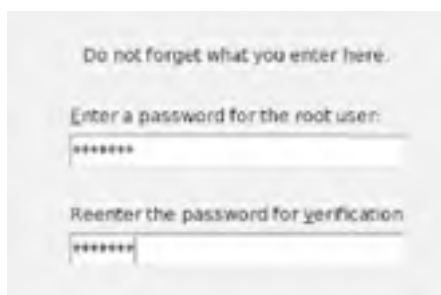 Do not forget what you enter here.
Enter a password for the root user:
*******
Reenter the password for verification
*******